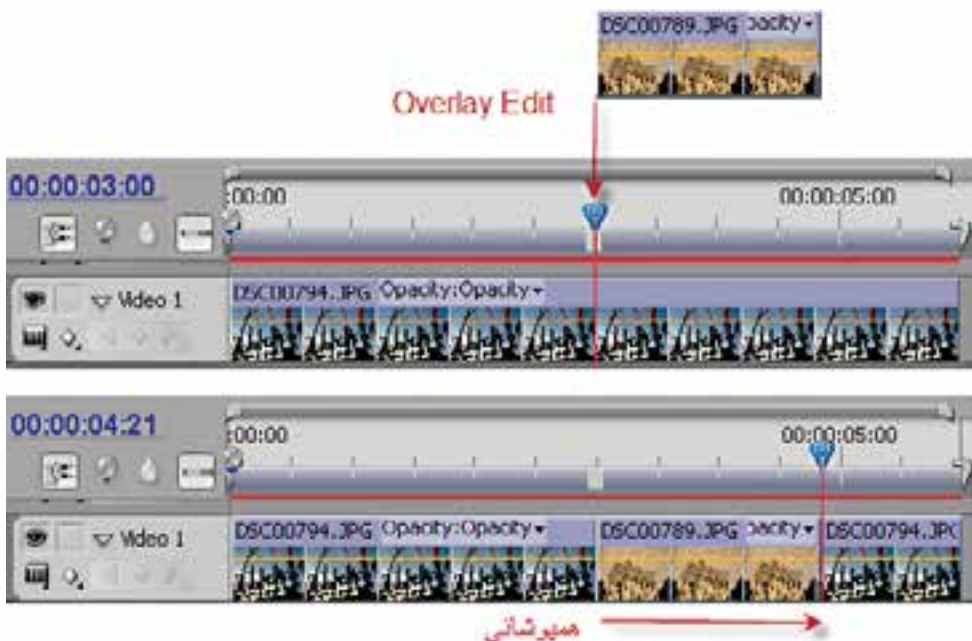 DSC00789.JPG pacity
Overlay Edit
00:00:03:00
:00:00
00:00:05:00
Video 1
DSC00794.JPG Opacity:Opacity
00:00:04:21
:00:00
00:00:05:00
Video 1
DSC00794.JPG Opacity:Opacity
DSC00789.JPG pacity
DSC00794.JPG
همپوشانی